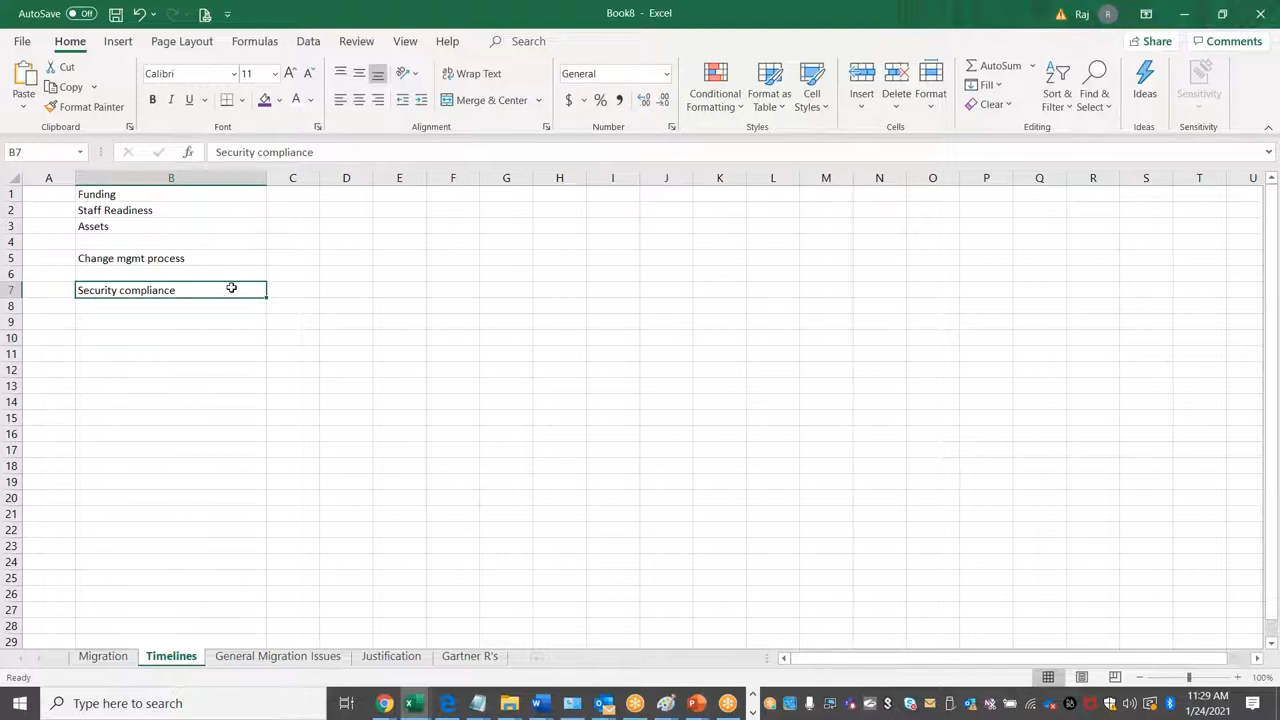 AutoSave Off
Book8 - Excel
Raj R
File Home Insert Page Layout Formulas Data Review View Help Search
Share Comments
Paste
Cut
Copy
Format Painter
Clipboard
Calibri 11
B I U
Font
Wrap Text
Merge & Center
Alignment
General
$ % ,
Number
Conditional Formatting
Format as Table
Cell Styles
Styles
Insert Delete Format
Cells
AutoSum
Fill
Clear
Sort & Filter
Find & Select
Editing
Ideas
Ideas
Sensitivity
Sensitivity
B7 fx Security compliance
A B C D E F G H I J K L M N O P Q R S T U
1 Funding
2 Staff Readiness
3 Assets
4
5 Change mgmt process
6
7 Security compliance
8
9
10
11
12
13
14
15
16
17
18
19
20
21
22
23
24
25
26
27
28
29
Migration Timelines General Migration Issues Justification Gartner R's
Ready
100%
Type here to search
11:29 AM
1/24/2021